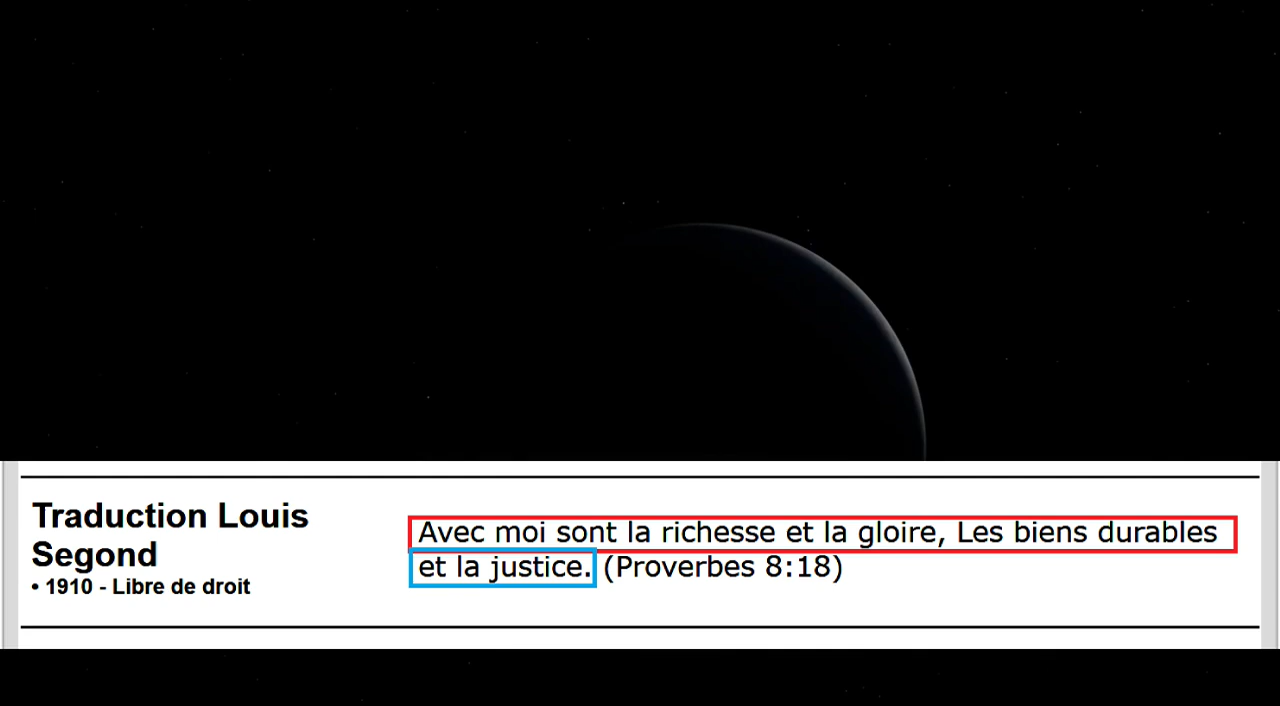 Traduction Louis
Segond
• 1910 - Libre de droit
Avec moi sont la richesse et la gloire, Les biens durables
et la justice. (Proverbes 8:18)